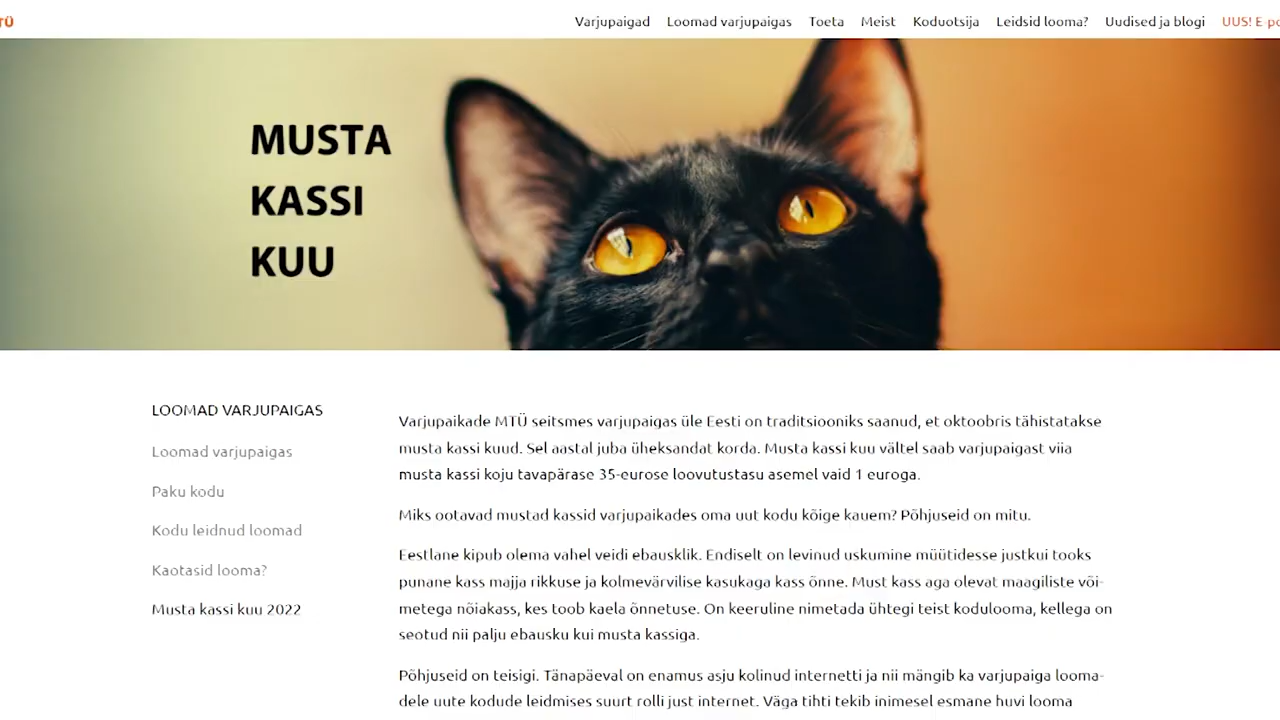 Varjupaigad Loomad varjupaigas Toeta Meist Koduotsija Leidsid looma? Uudised ja blogi UUS!
MUSTA
KASSI
KUU
LOOMAD VARJUPAIGAS
Loomad varjupaigas
Paku kodu
Kodu leidnud loomad
Kaotasid looma?
Musta kassi kuu 2022
Varjupaikade MTÜ seitsmes varjupaigas üle Eesti on traditsiooniks saanud, et oktoobris tähistatakse
musta kassi kuud. Sel aastal juba üheksandat korda. Musta kassi kuu vältel saab varjupaigast viia
musta kassi koju tavapärase 35-eurose loovutustasu asemel vaid 1 euroga.
Miks ootavad mustad kassid varjupaikades oma uut kodu kõige kauem? Põhjuseid on mitu.
Eestlane kipub olema vahel veidi ebausklik. Endiselt on levinud uskumine müütidesse justkui tooks
punane kass majja rikkuse ja kolmevärvilise kasukaga kass õnne. Must kass aga olevat maagiliste või-
metega nõiakass, kes toob kaela õnnetuse. On keeruline nimetada ühtegi teist kodulooma, kellega on
seotud nii palju ebausku kui musta kassiga.
Põhjuseid on teisigi. Tänapäeval on enamus asju kolinud internetti ja nii mängib ka varjupaiga looma-
dele uute kodude leidmises suurt rolli just internet. Väga tihti tekib inimesel esmane huvi looma